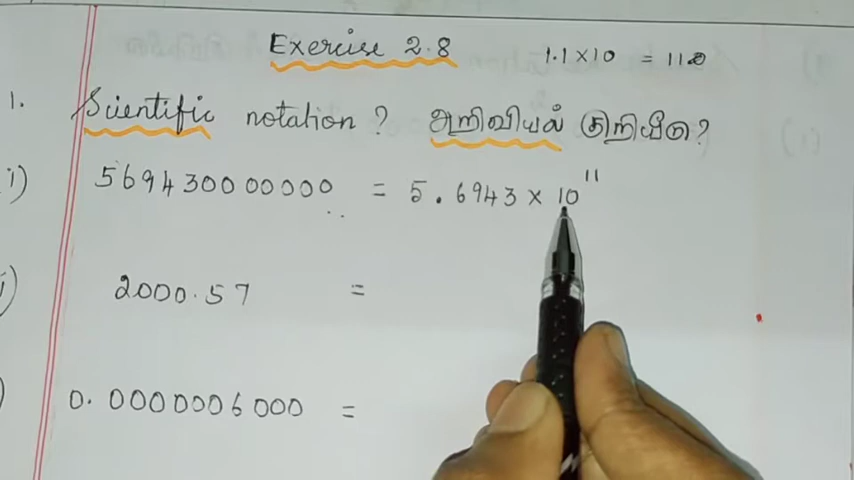 Exercise 2.8 1.1 × 10 = 11.0
1. Scientific notation ? அறிவியல் குறியீடு ?
i) 569430000000 = 5.6943 × 10¹¹
2000.57 =
0.0000006000 =